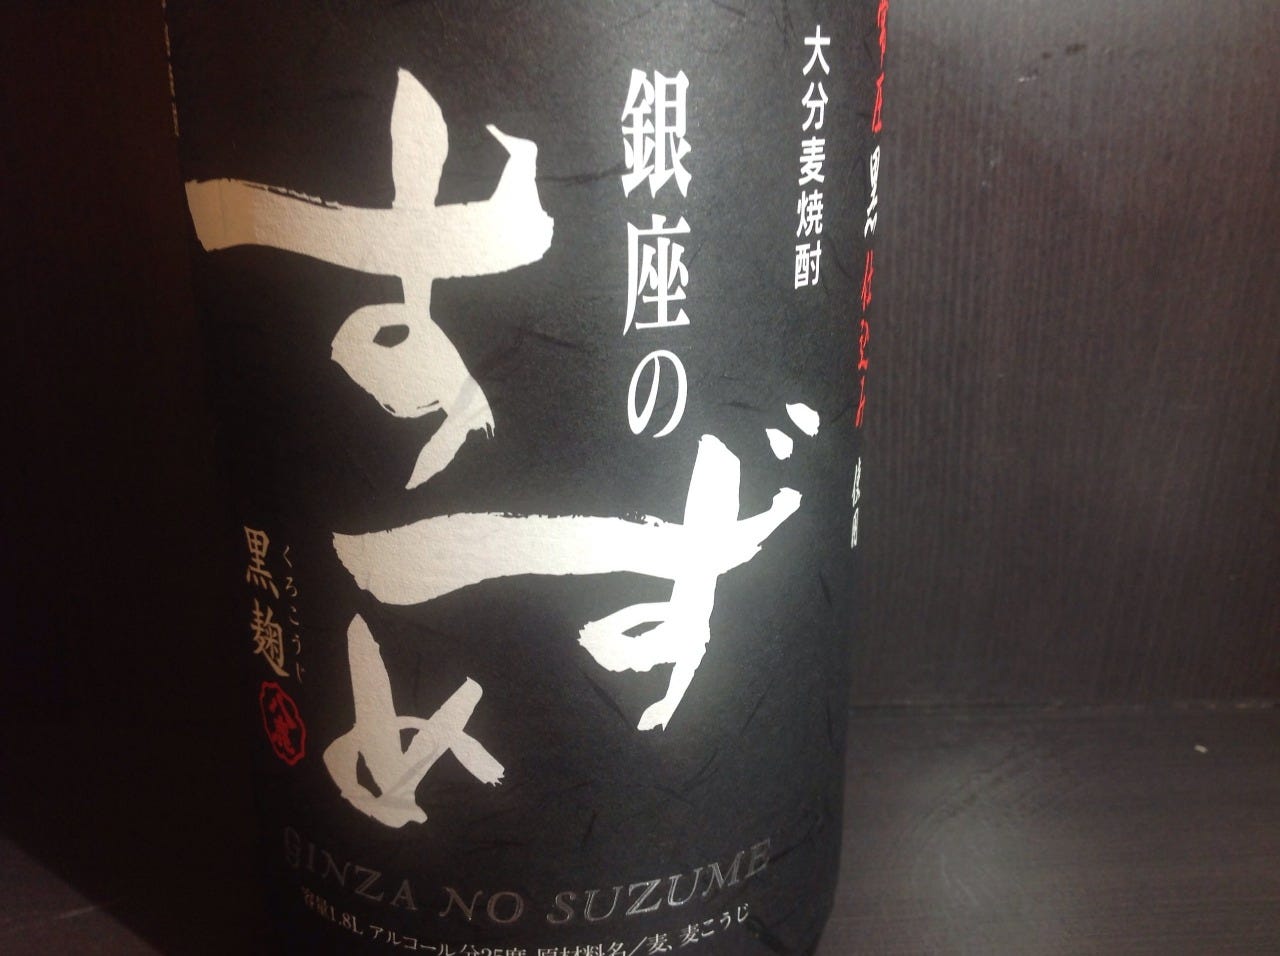 大分麦焼酎
銀座の
すずめ
くろこうじ
黒麹
GINZA NO SUZUME
容量1.8L アルコール分25度 原材料名／麦、麦こうじ